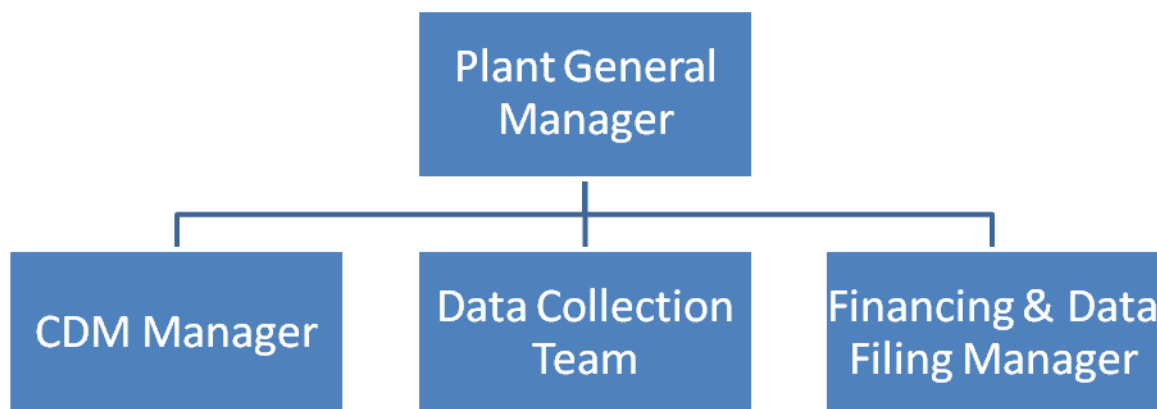 Plant General
Manager
CDM Manager
Data Collection
Team
Financing & Data
Filing Manager